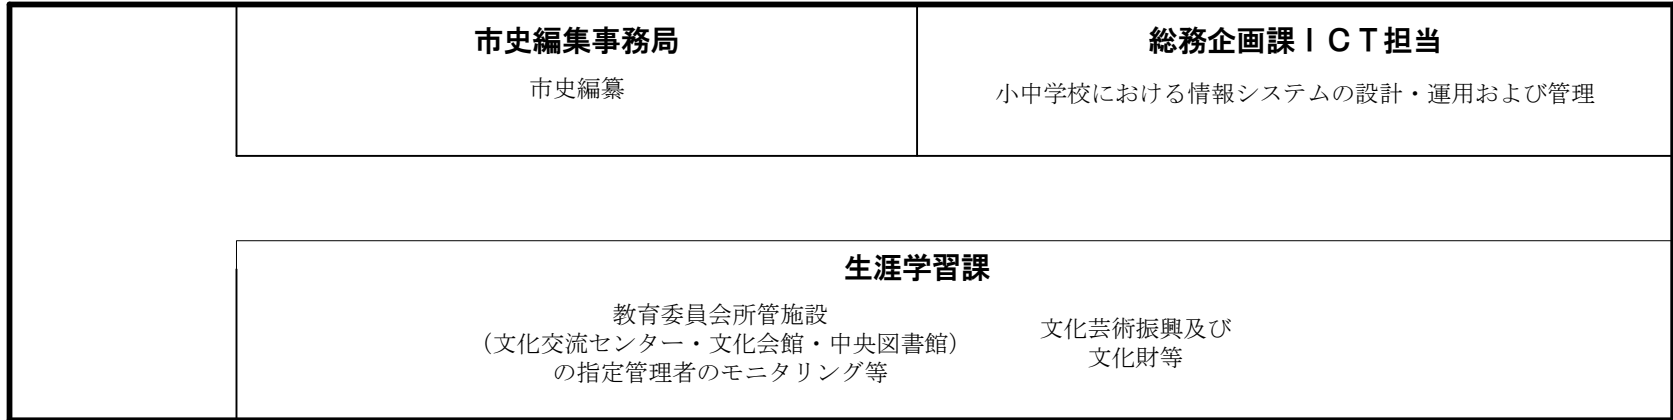 市史編集事務局
市史編纂
総務企画課ＩＣＴ担当
小中学校における情報システムの設計・運用および管理
生涯学習課
教育委員会所管施設
（文化交流センター・文化会館・中央図書館）
の指定管理者のモニタリング等
文化芸術振興及び
文化財等